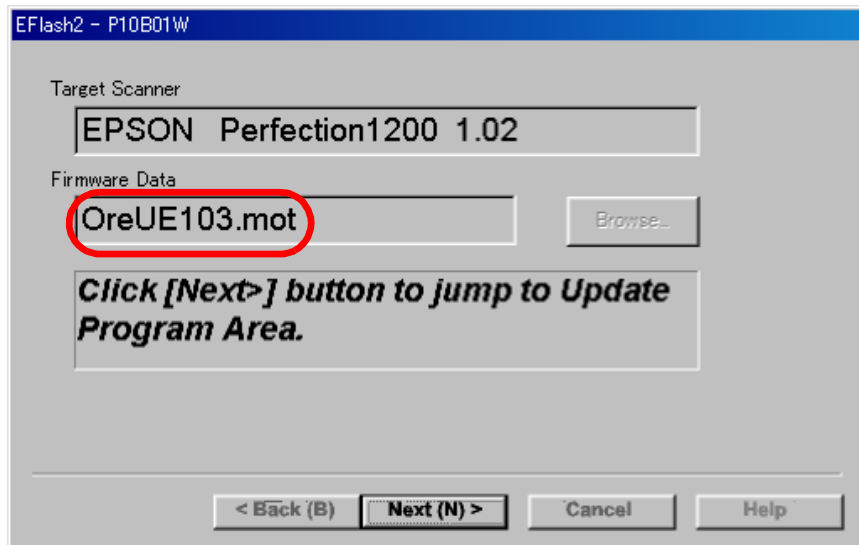 EFlash2 - P10B01W
Target Scanner
EPSON Perfection1200 1.02
Firmware Data
OreUE103.mot
Browse...
Click [Next>] button to jump to Update
Program Area.
< Back (B)
Next (N) >
Cancel
Help